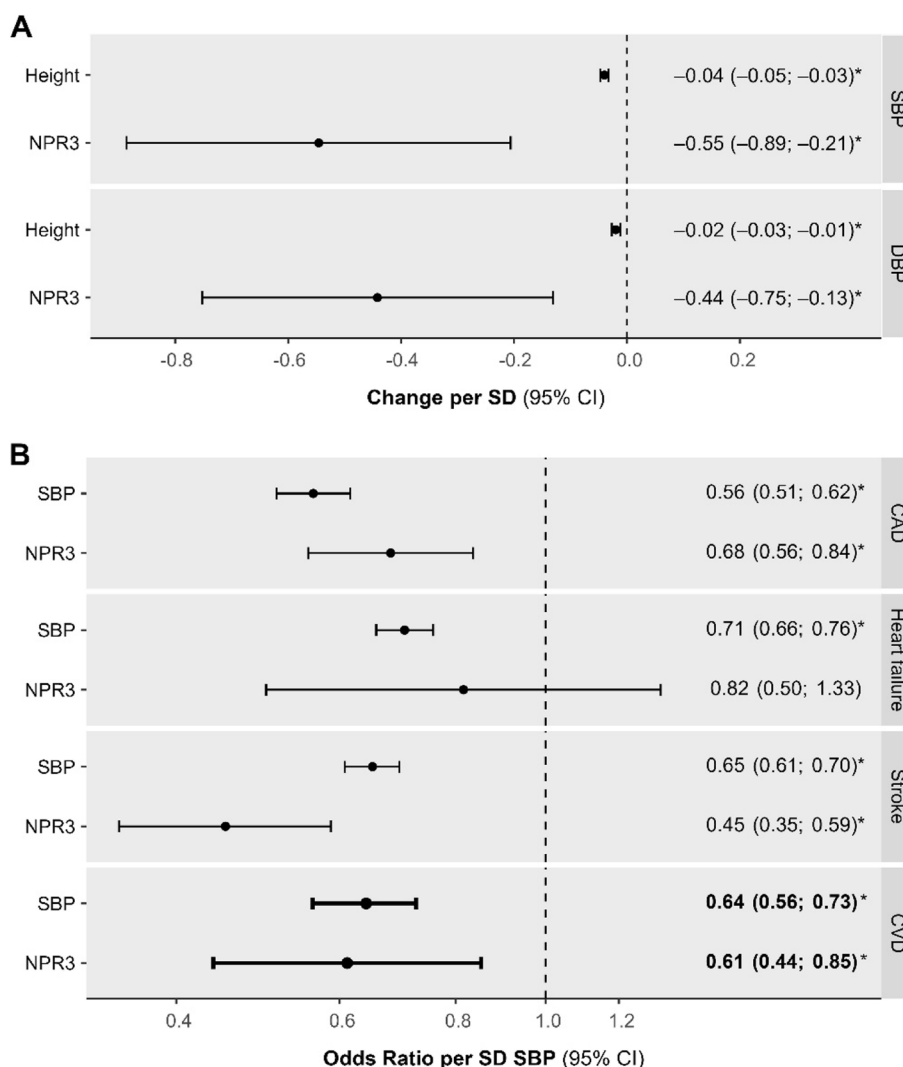 A
Height
–0.04 (–0.05; –0.03)*
NPR3
–0.55 (–0.89; –0.21)*
SBP
Height
–0.02 (–0.03; –0.01)*
NPR3
–0.44 (–0.75; –0.13)*
DBP
-0.8 -0.6 -0.4 -0.2 0.0 0.2
Change per SD (95% CI)
B
SBP
0.56 (0.51; 0.62)*
NPR3
0.68 (0.56; 0.84)*
CAD
SBP
0.71 (0.66; 0.76)*
NPR3
0.82 (0.50; 1.33)
Heart failure
SBP
0.65 (0.61; 0.70)*
NPR3
0.45 (0.35; 0.59)*
Stroke
SBP
0.64 (0.56; 0.73)*
NPR3
0.61 (0.44; 0.85)*
CVD
0.4 0.6 0.8 1.0 1.2
Odds Ratio per SD SBP (95% CI)